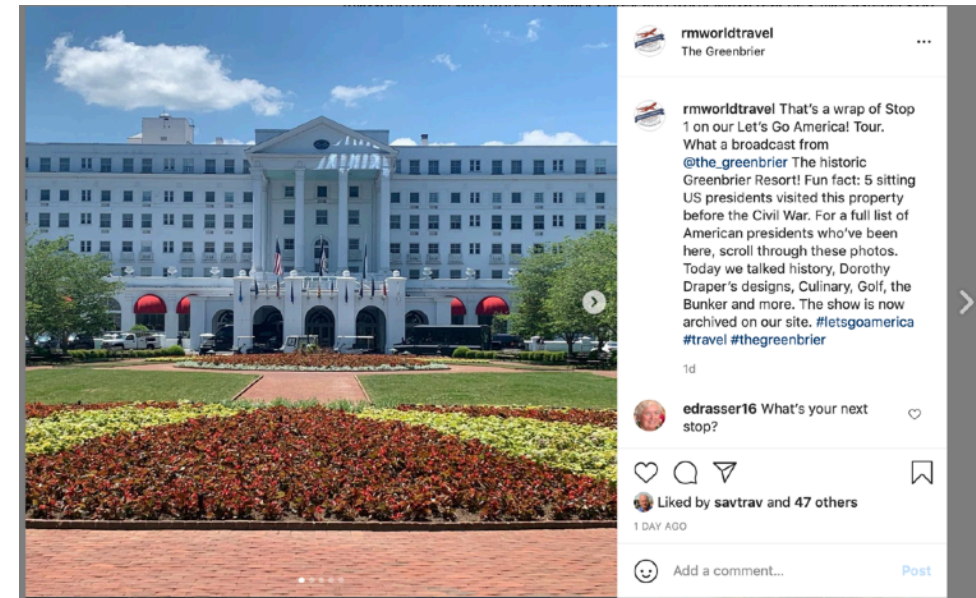 rmworldtravel
The Greenbrier
rmworldtravel That's a wrap of Stop
1 on our Let's Go America! Tour.
What a broadcast from
@the_greenbrier The historic
Greenbrier Resort! Fun fact: 5 sitting
US presidents visited this property
before the Civil War. For a full list of
American presidents who've been
here, scroll through these photos.
Today we talked history, Dorothy
Draper's designs, Culinary, Golf, the
Bunker and more. The show is now
archived on our site. #letsgoamerica
#travel #thegreenbrier
1d
edrasser16 What's your next
stop?
Liked by savtrav and 47 others
1 DAY AGO
Add a comment...
Post